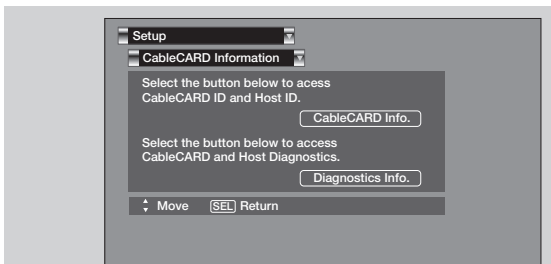 Setup
CableCARD Information
Select the button below to acess
CableCARD ID and Host ID.
CableCARD Info.
Select the button below to access
CableCARD and Host Diagnostics.
Diagnostics Info.
Move SEL Return